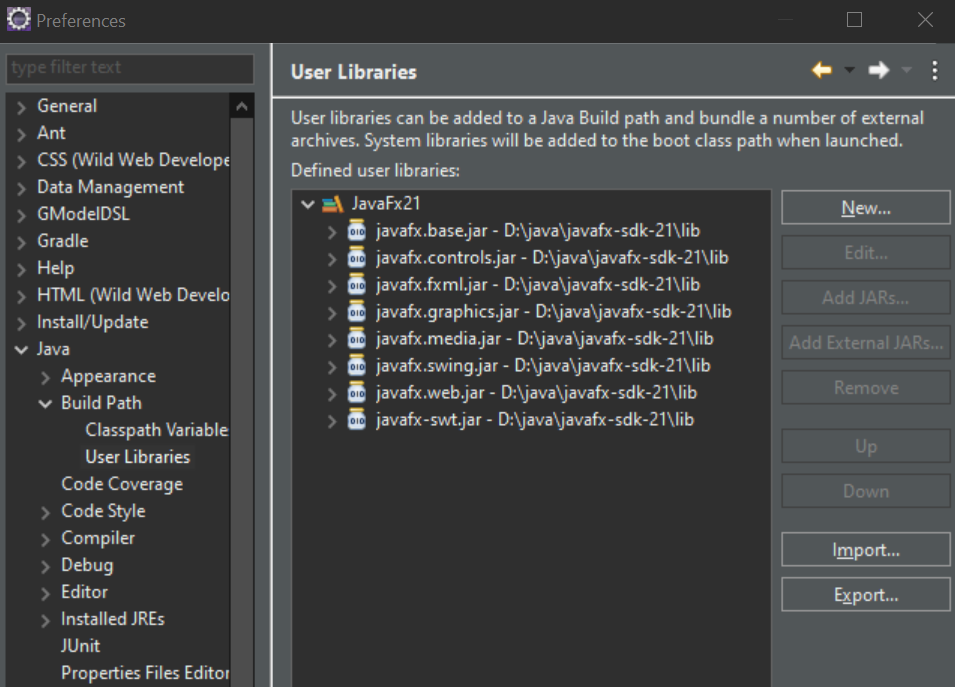 Preferences
type filter text
General
Ant
CSS (Wild Web Develope
Data Management
GModelDSL
Gradle
Help
HTML (Wild Web Develo
Install/Update
Java
Appearance
Build Path
Classpath Variable
User Libraries
Code Coverage
Code Style
Compiler
Debug
Editor
Installed JREs
JUnit
Properties Files Editor
User Libraries
User libraries can be added to a Java Build path and bundle a number of external
archives. System libraries will be added to the boot class path when launched.
Defined user libraries:
JavaFx21
javafx.base.jar - D:\java\javafx-sdk-21\lib
javafx.controls.jar - D:\java\javafx-sdk-21\lib
javafx.fxml.jar - D:\java\javafx-sdk-21\lib
javafx.graphics.jar - D:\java\javafx-sdk-21\lib
javafx.media.jar - D:\java\javafx-sdk-21\lib
javafx.swing.jar - D:\java\javafx-sdk-21\lib
javafx.web.jar - D:\java\javafx-sdk-21\lib
javafx-swt.jar - D:\java\javafx-sdk-21\lib
New...
Edit...
Add JARs...
Add External JARs...
Remove
Up
Down
Import...
Export...